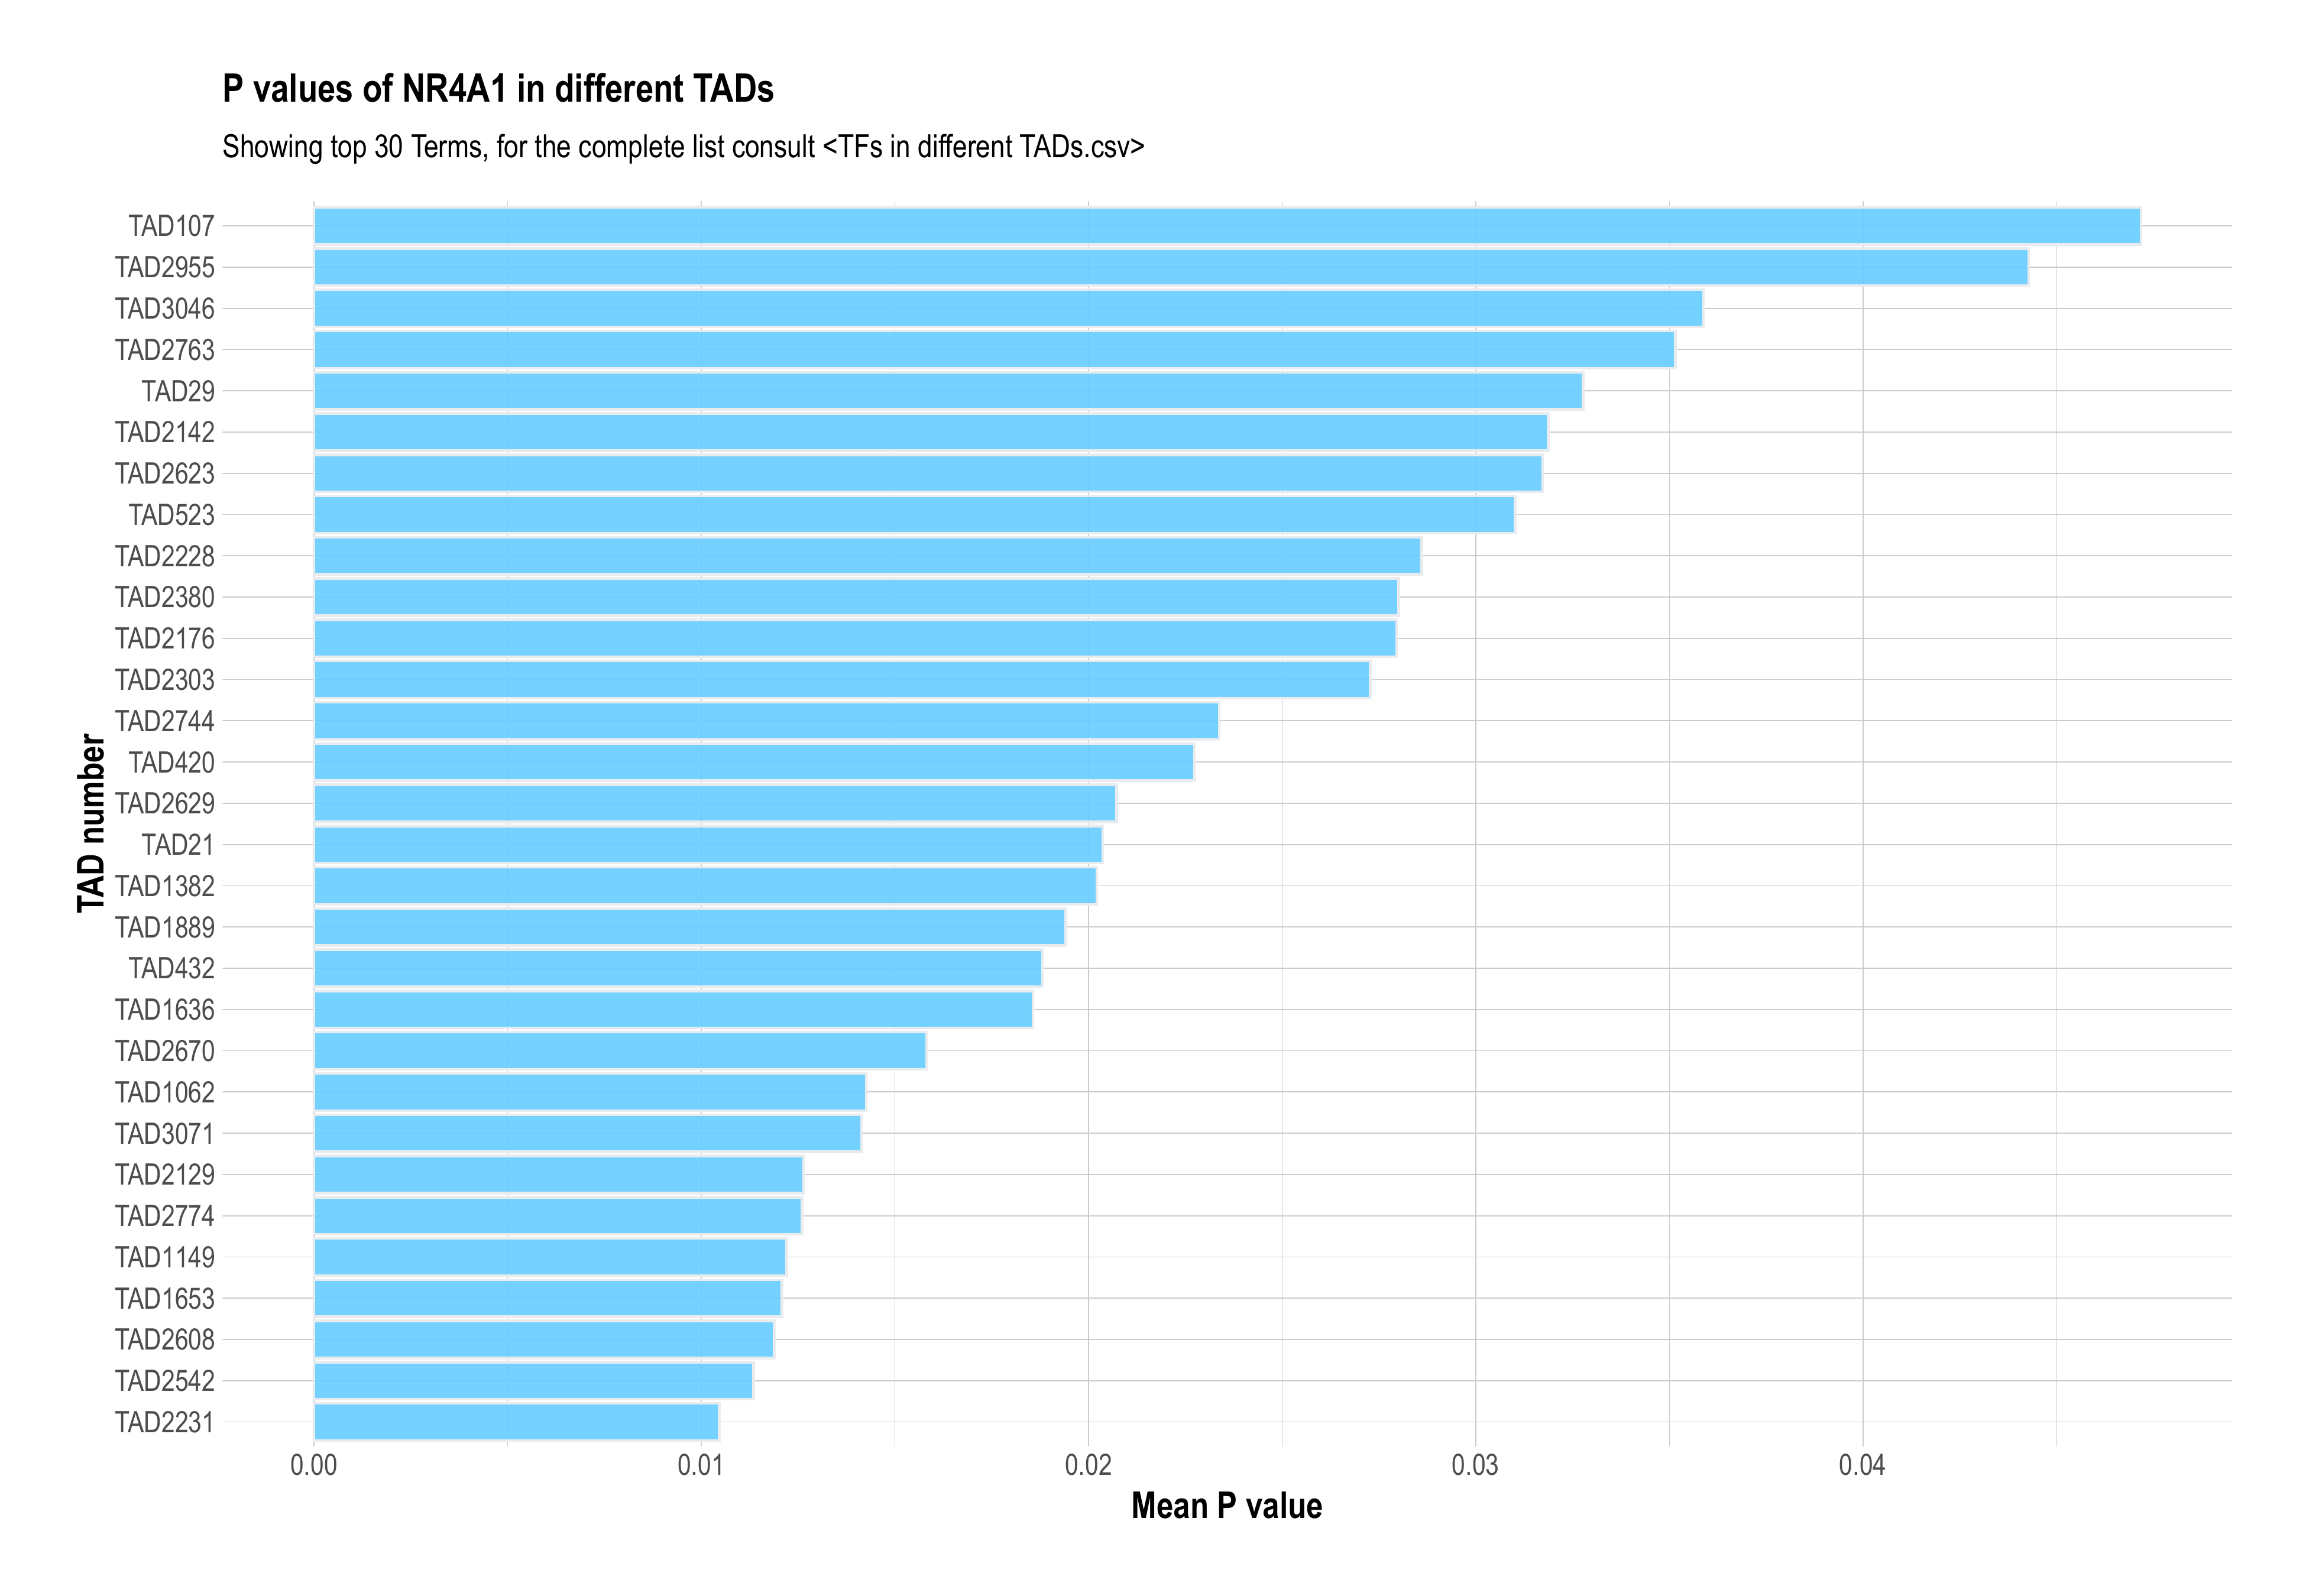 P values of NR4A1 in different TADs
Showing top 30 Terms, for the complete list consult <TFs in different TADs.csv>
TAD number
TAD107
TAD2955
TAD3046
TAD2763
TAD29
TAD2142
TAD2623
TAD523
TAD2228
TAD2380
TAD2176
TAD2303
TAD2744
TAD420
TAD2629
TAD21
TAD1382
TAD1889
TAD432
TAD1636
TAD2670
TAD1062
TAD3071
TAD2129
TAD2774
TAD1149
TAD1653
TAD2608
TAD2542
TAD2231
0.00 0.01 0.02 0.03 0.04
Mean P value